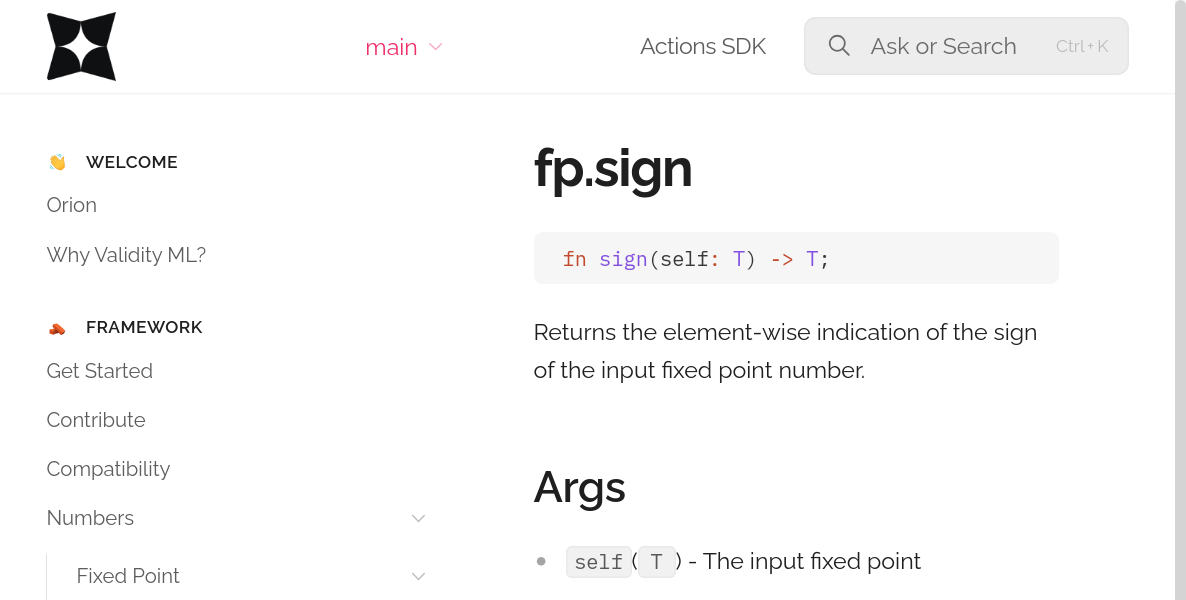 main
Actions SDK
Ask or Search
Ctrl + K
WELCOME
Orion
Why Validity ML?
FRAMEWORK
Get Started
Contribute
Compatibility
Numbers
Fixed Point
fp.sign
fn sign(self: T) -> T;
Returns the element-wise indication of the sign
of the input fixed point number.
Args
self(T) - The input fixed point